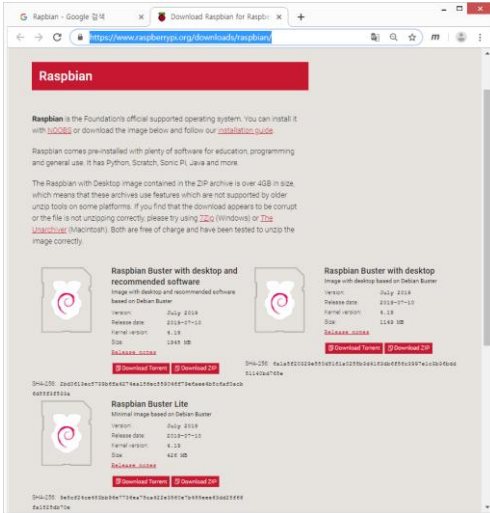 Rapbian - Google 검색
Download Raspbian for Raspb
https://www.raspberrypi.org/downloads/raspbian/
Raspbian
Raspbian is the Foundation's official supported operating system. You can install it
with NOOBS or download the image below and follow our installation guide.
Raspbian comes pre-installed with plenty of software for education, programming
and general use. It has Python, Scratch, Sonic Pi, Java and more.
The Raspbian with Desktop image contained in the ZIP archive is over 4GB in size,
which means that these archives use features which are not supported by older
unzip tools on some platforms. If you find that the download appears to be corrupt
or the file is not unzipping correctly, please try using 7Zip (Windows) or The
Unarchiver (Macintosh). Both are free of charge and have been tested to unzip the
image correctly.
Raspbian Buster with desktop and
recommended software
Image with desktop and recommended software
based on Debian Buster
Version: July 2019
Release date: 2019-07-10
Kernel version: 4.19
Size:
Release notes
Download Torrent Download ZIP
SHA-256:
Raspbian Buster with desktop
Image with desktop based on Debian Buster
Version: July 2019
Release date: 2019-07-10
Kernel version: 4.19
Size: 1149 MB
Release notes
Download Torrent Download ZIP
SHA-256:
Raspbian Buster Lite
Minimal image based on Debian Buster
Version: July 2019
Release date: 2019-07-10
Kernel version: 4.19
Size: 426 MB
Release notes
Download Torrent Download ZIP
SHA-256: